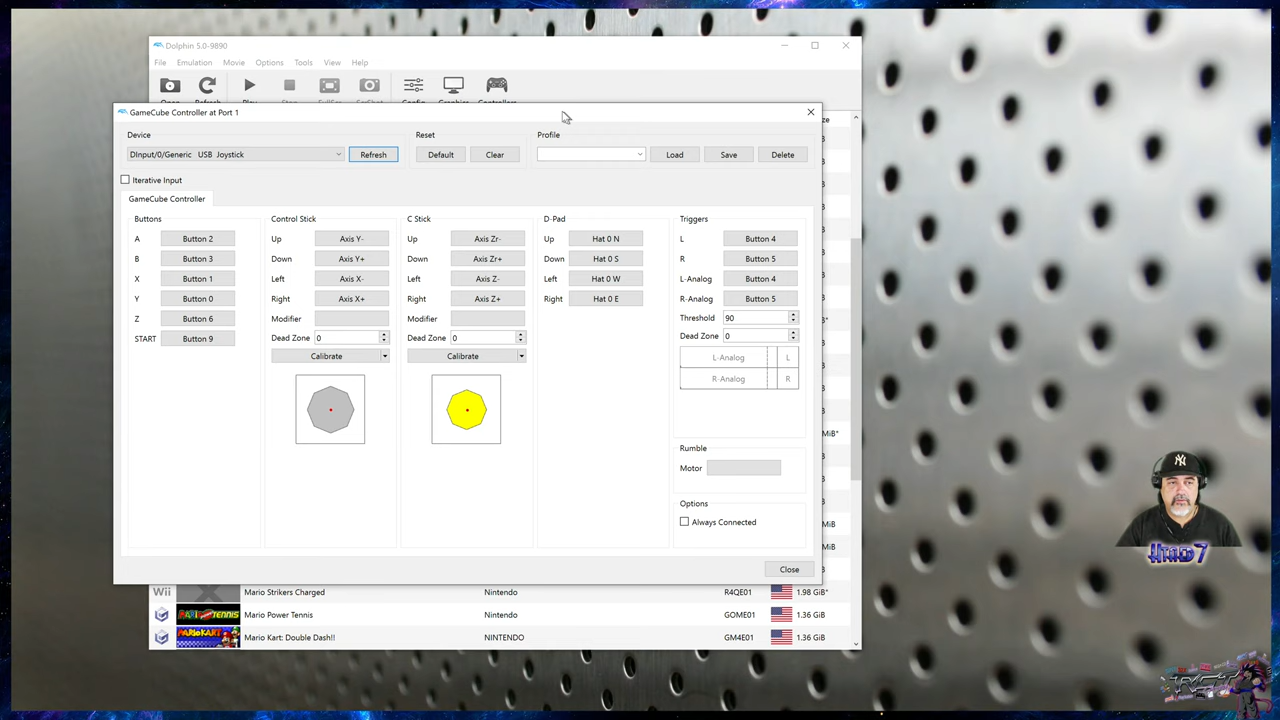 Dolphin 5.0-9890
File Emulation Movie Options Tools View Help
GameCube Controller at Port 1
Device Reset Profile
DInput/0/Generic USB Joystick Refresh Default Clear Load Save Delete
Iterative Input
GameCube Controller
Buttons
A Button 2
B Button 3
X Button 1
Y Button 0
Z Button 6
START Button 9
Control Stick
Up Axis Y-
Down Axis Y+
Left Axis X-
Right Axis X+
Modifier
Dead Zone 0
Calibrate
C Stick
Up Axis Zr-
Down Axis Zr+
Left Axis Z-
Right Axis Z+
Modifier
Dead Zone 0
Calibrate
D-Pad
Up Hat 0 N
Down Hat 0 S
Left Hat 0 W
Right Hat 0 E
Triggers
L Button 4
R Button 5
L-Analog Button 4
R-Analog Button 5
Threshold 90
Dead Zone 0
L-Analog L
R-Analog R
Rumble
Motor
Options
Always Connected
Close
Wii Mario Strikers Charged Nintendo R4QE01 1.98 GiB*
Mario Power Tennis Nintendo GOME01 1.36 GiB
Mario Kart: Double Dash!! NINTENDO GM4E01 1.36 GiB